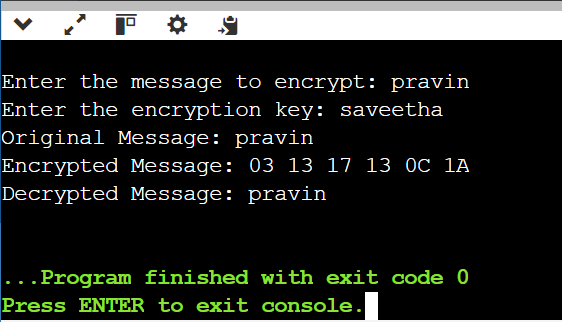 Enter the message to encrypt: pravin
Enter the encryption key: saveetha
Original Message: pravin
Encrypted Message: 03 13 17 13 0C 1A
Decrypted Message: pravin
...Program finished with exit code 0
Press ENTER to exit console.